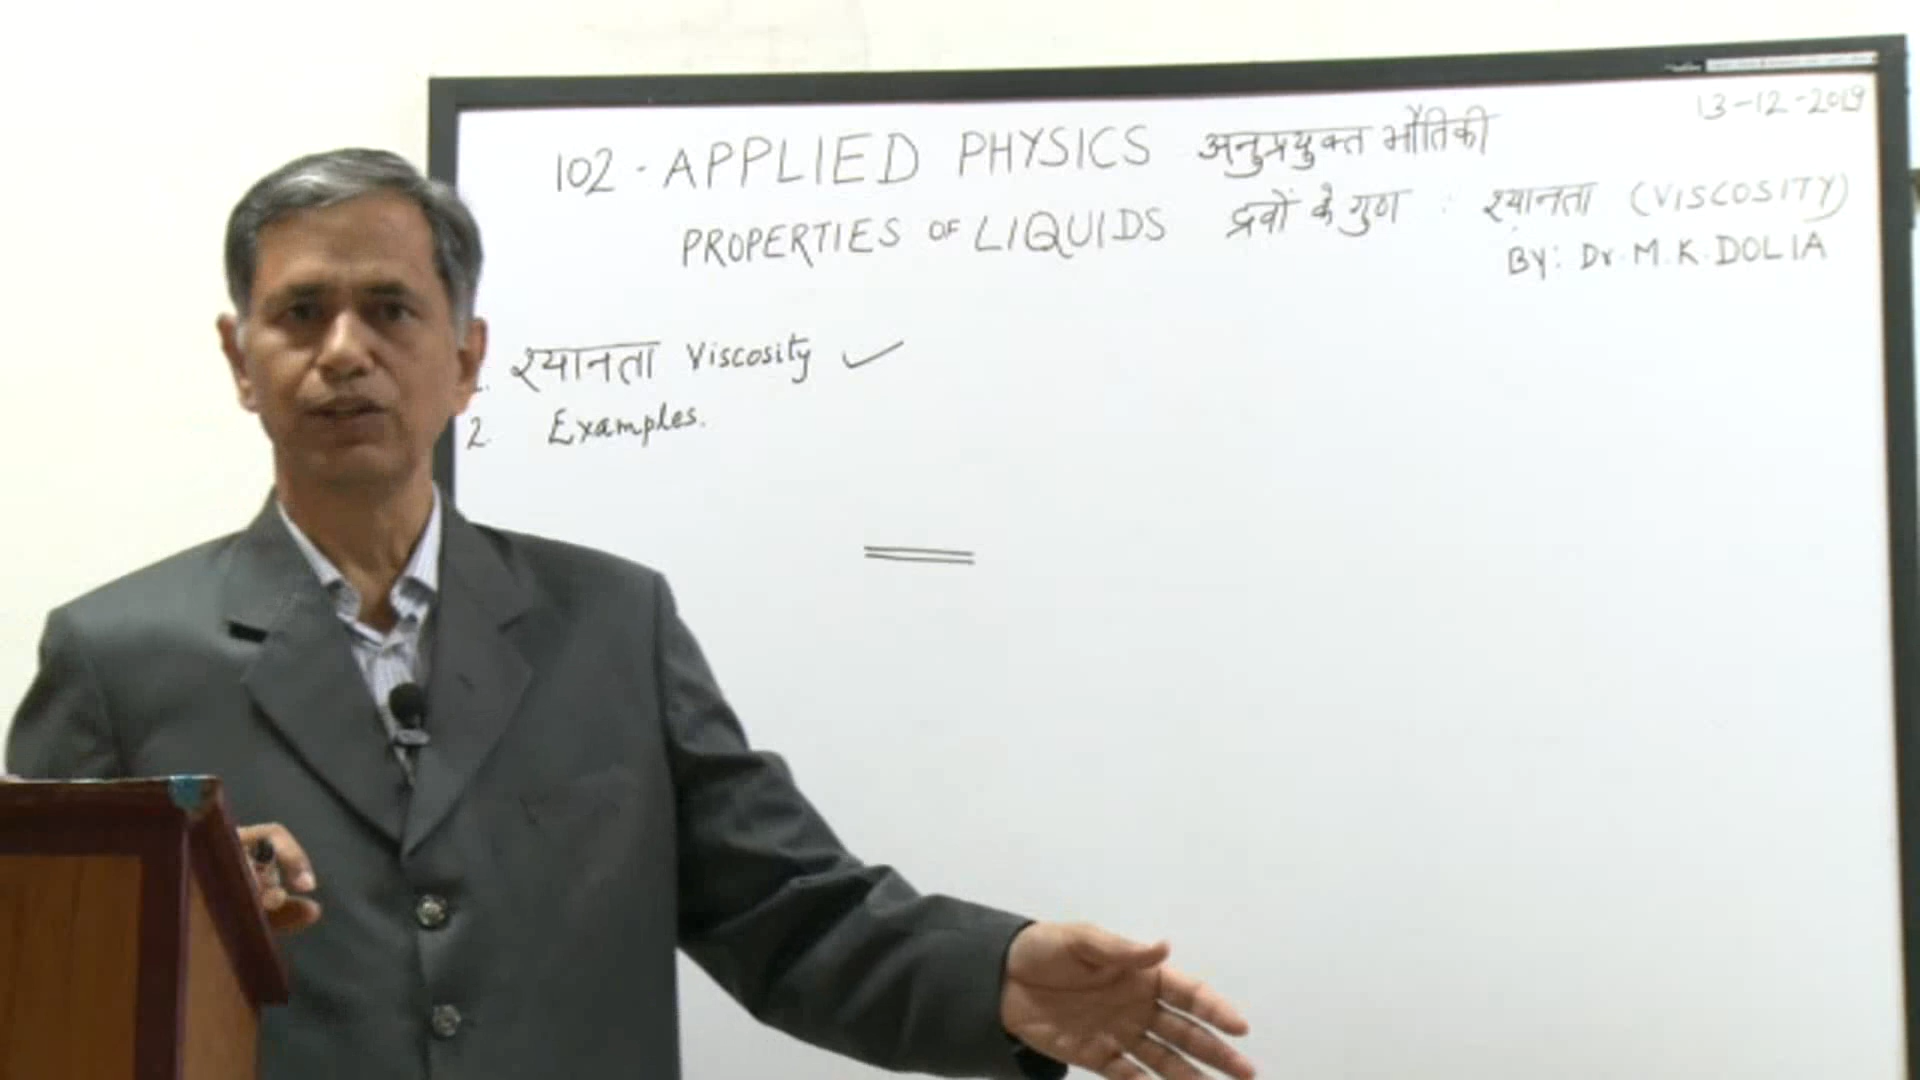 13-12-2019
102 - APPLIED PHYSICS अनुप्रयुक्त भौतिकी
PROPERTIES OF LIQUIDS द्रवों के गुण : श्यानता (VISCOSITY)
BY: Dr. M. K. DOLIA
1. श्यानता Viscosity ✓
2. Examples.